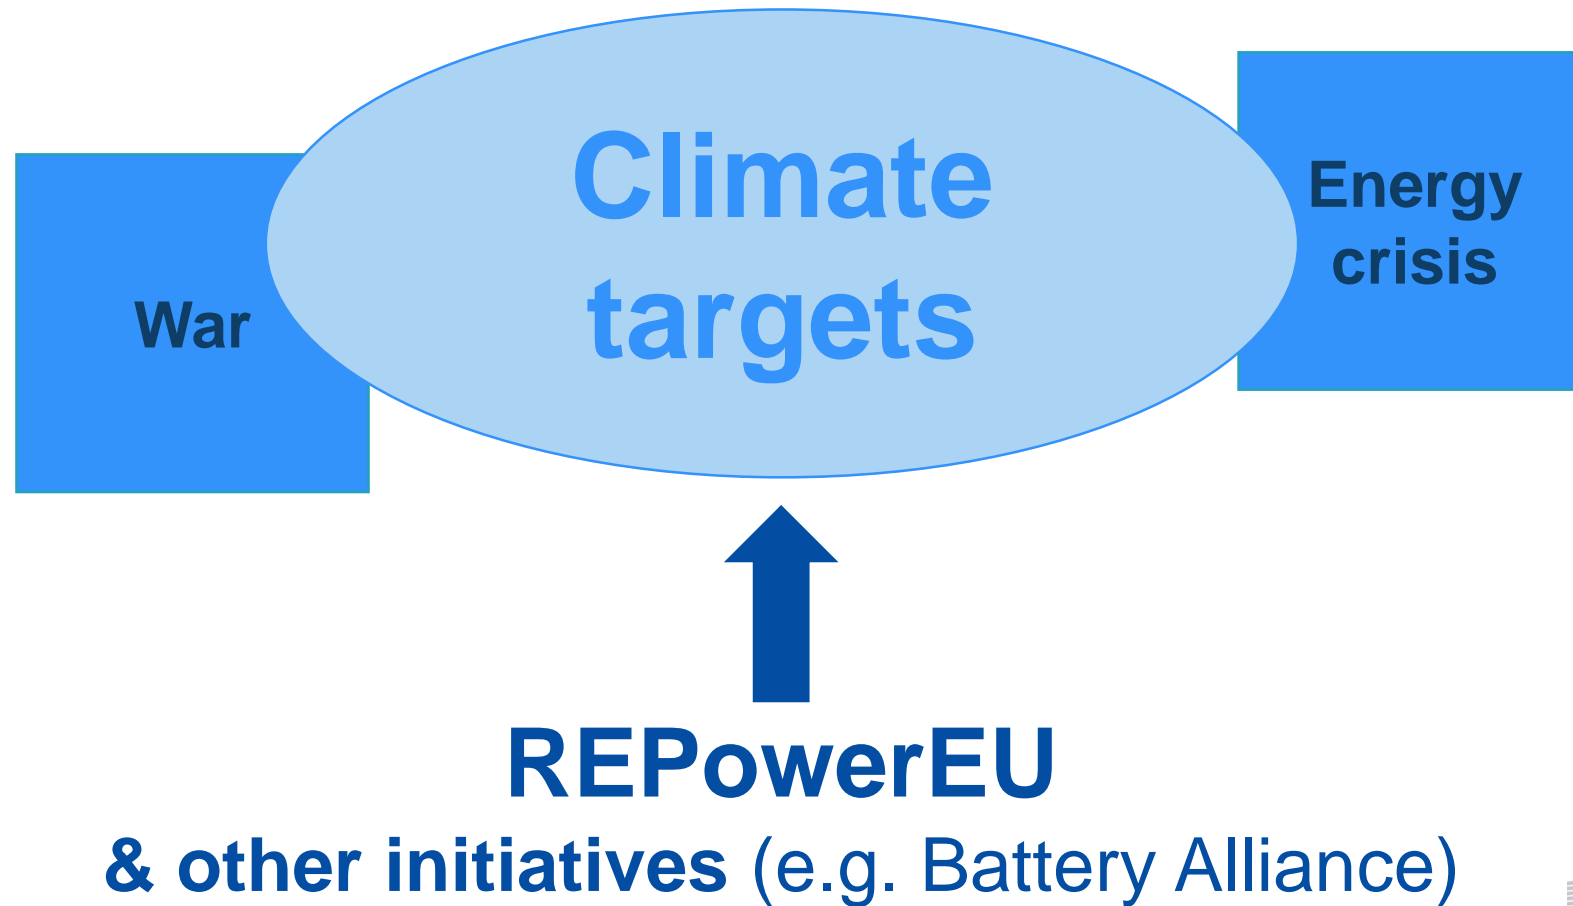 Climate
targets
War
Energy
crisis
REPowerEU
& other initiatives (e.g. Battery Alliance)